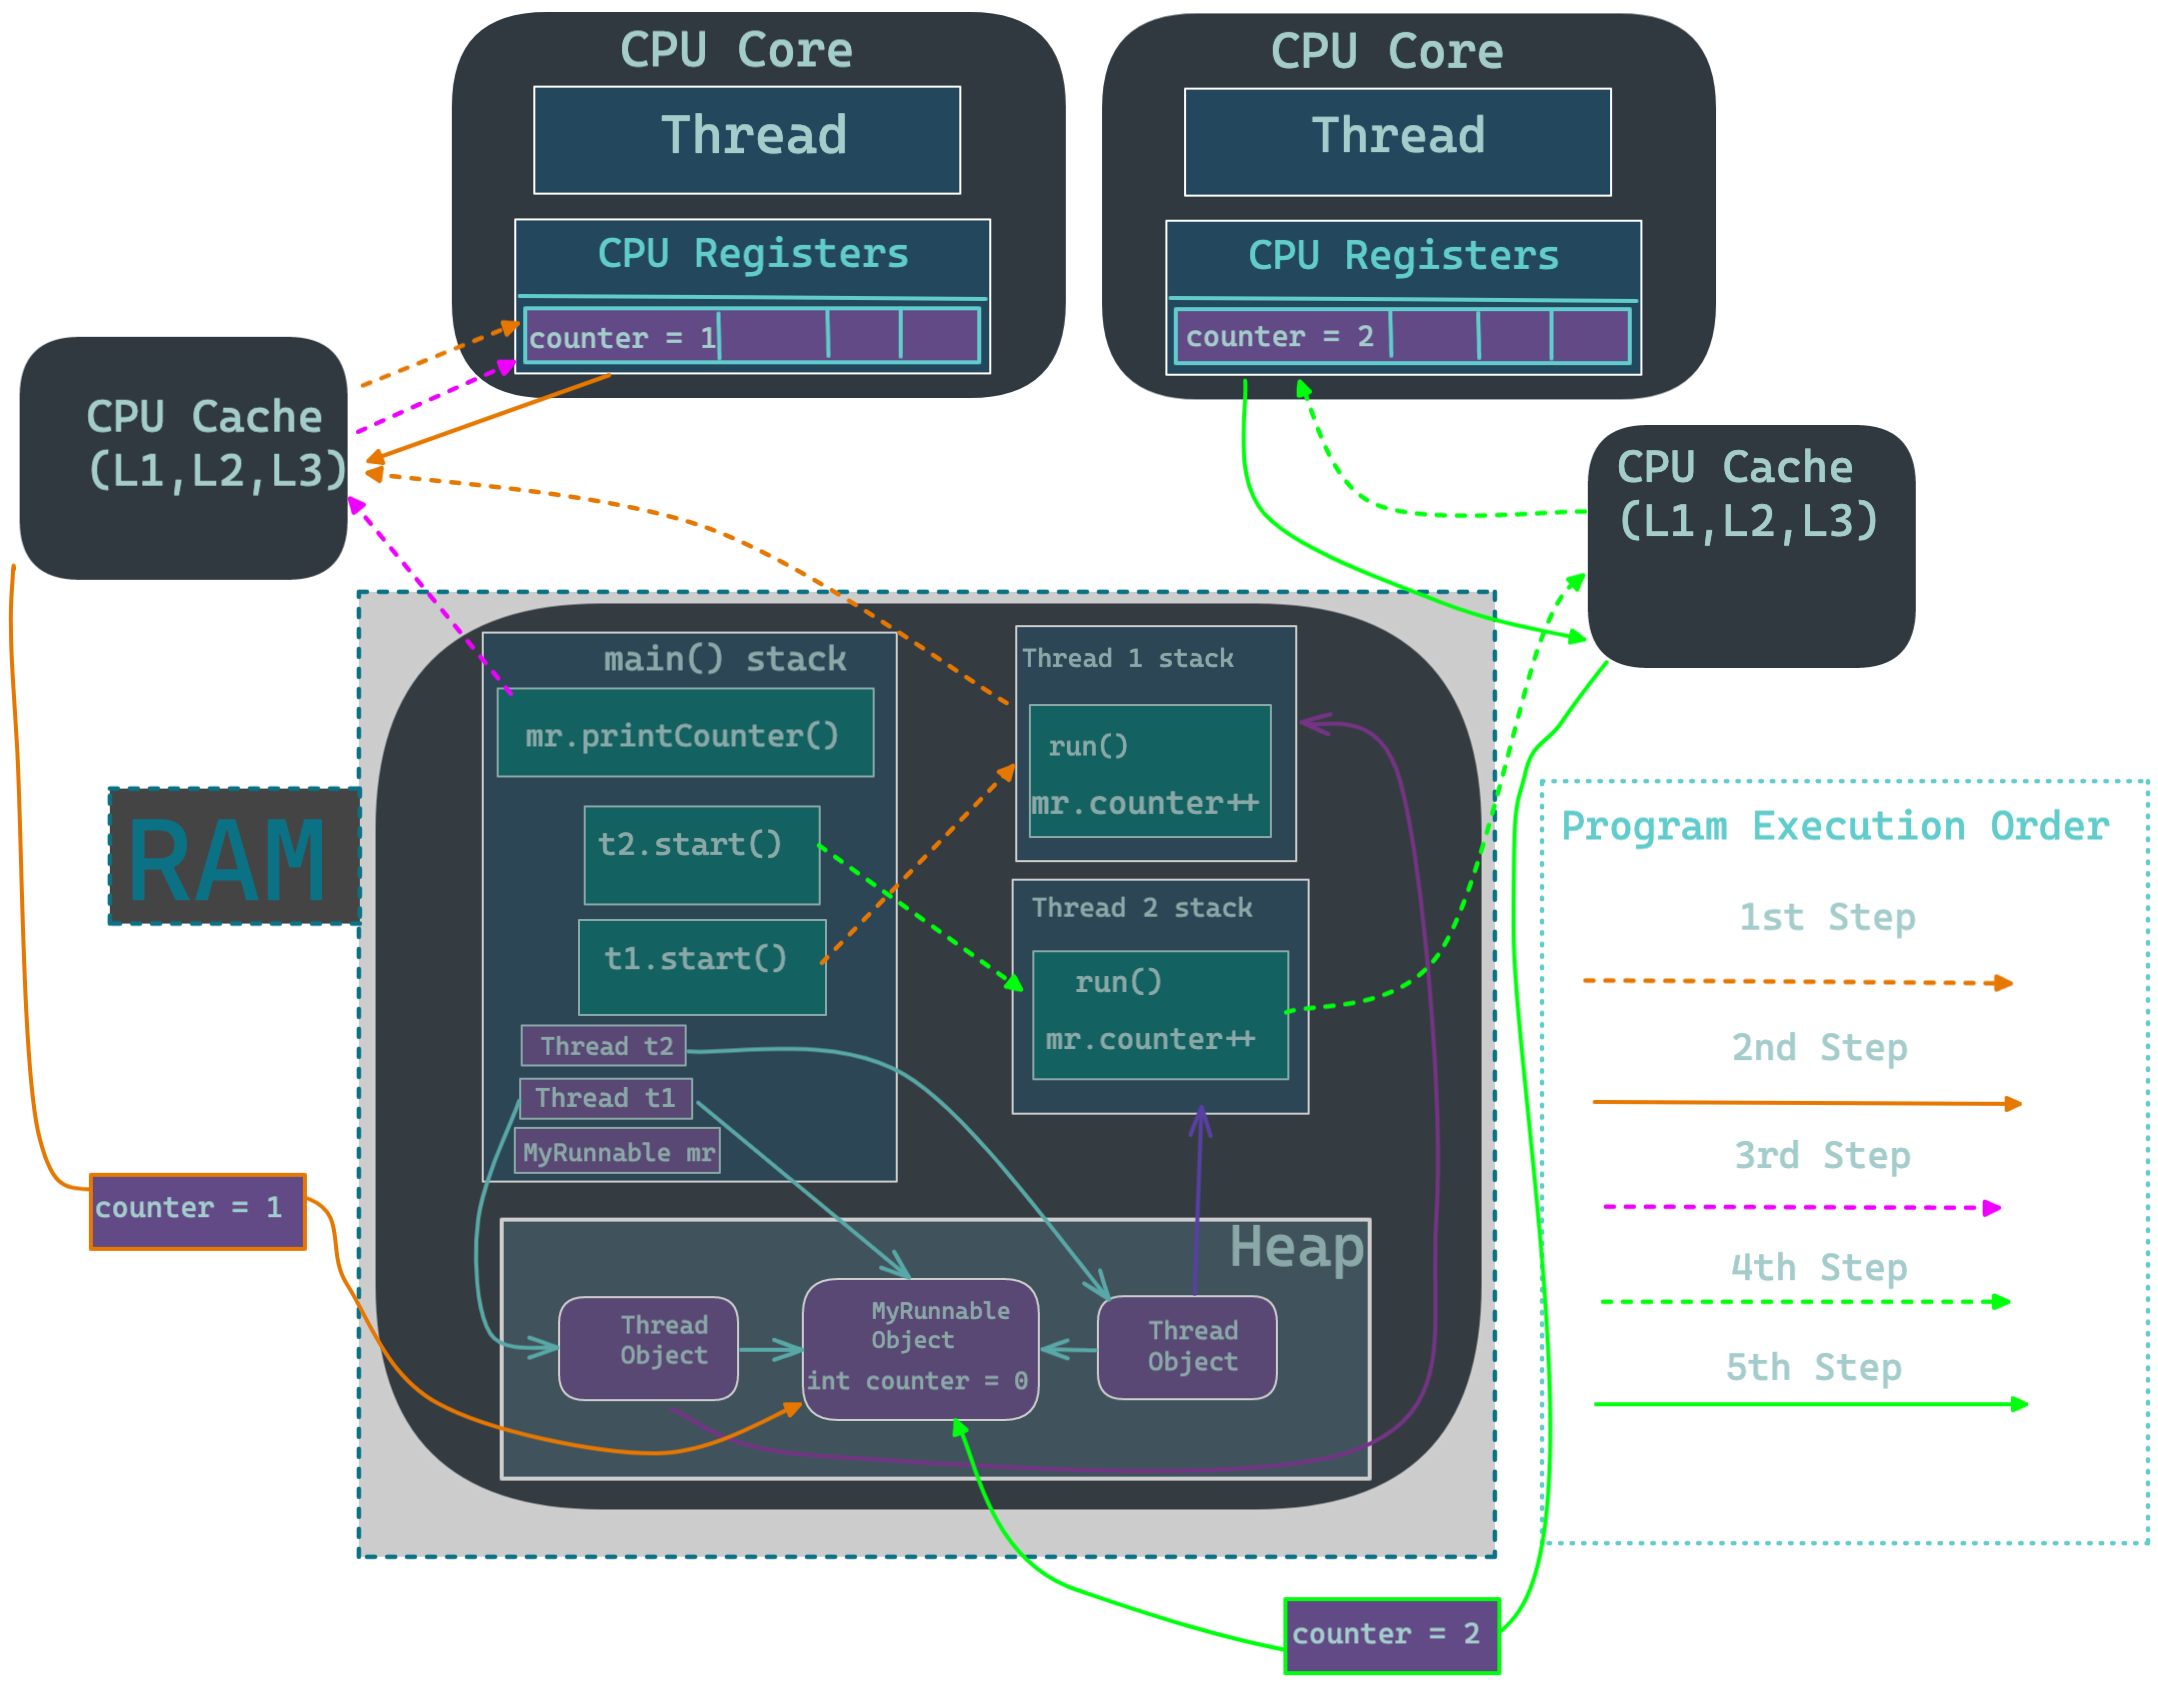 CPU Core
Thread
CPU Registers
counter = 1
CPU Core
Thread
CPU Registers
counter = 2
CPU Cache
(L1,L2,L3)
CPU Cache
(L1,L2,L3)
RAM
main() stack
mr.printCounter()
t2.start()
t1.start()
Thread t2
Thread t1
MyRunnable mr
Thread 1 stack
run()
mr.counter++
Thread 2 stack
run()
mr.counter++
Heap
Thread
Object
MyRunnable
Object
int counter = 0
Thread
Object
counter = 1
counter = 2
Program Execution Order
1st Step
2nd Step
3rd Step
4th Step
5th Step